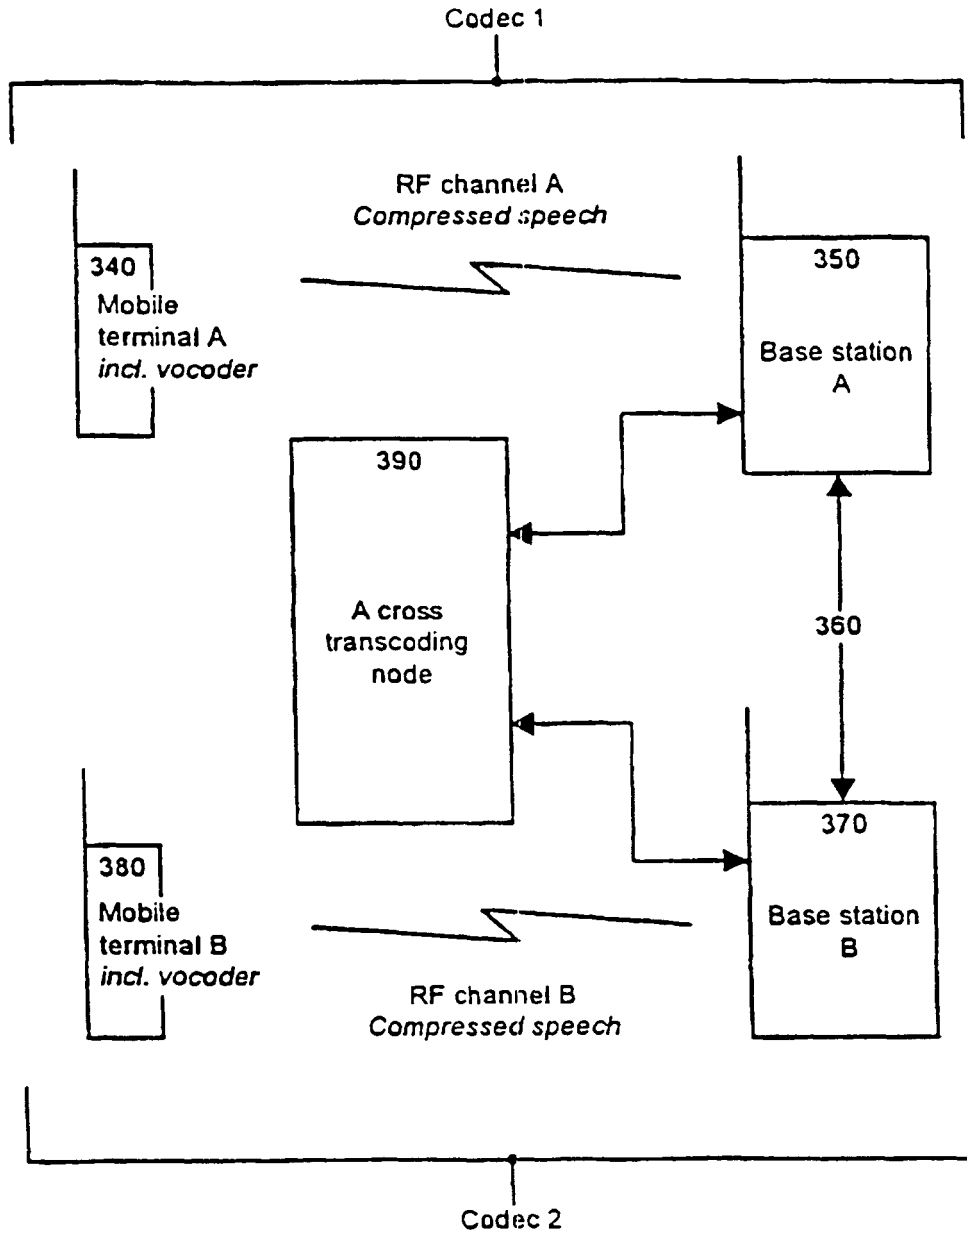 Codec 1
RF channel A
Compressed speech
340
Mobile
terminal A
incl. vocoder
350
Base station
A
390
A cross
transcoding
node
360
370
Base station
B
380
Mobile
terminal B
incl. vocoder
RF channel B
Compressed speech
Codec 2